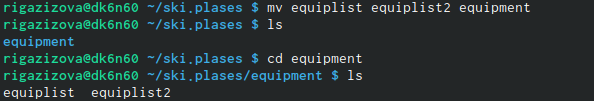 rigazizova@dk6n60 ~/ski.plases $ mv equiplist equiplist2 equipment
rigazizova@dk6n60 ~/ski.plases $ ls
equipment
rigazizova@dk6n60 ~/ski.plases $ cd equipment
rigazizova@dk6n60 ~/ski.plases/equipment $ ls
equiplist  equiplist2